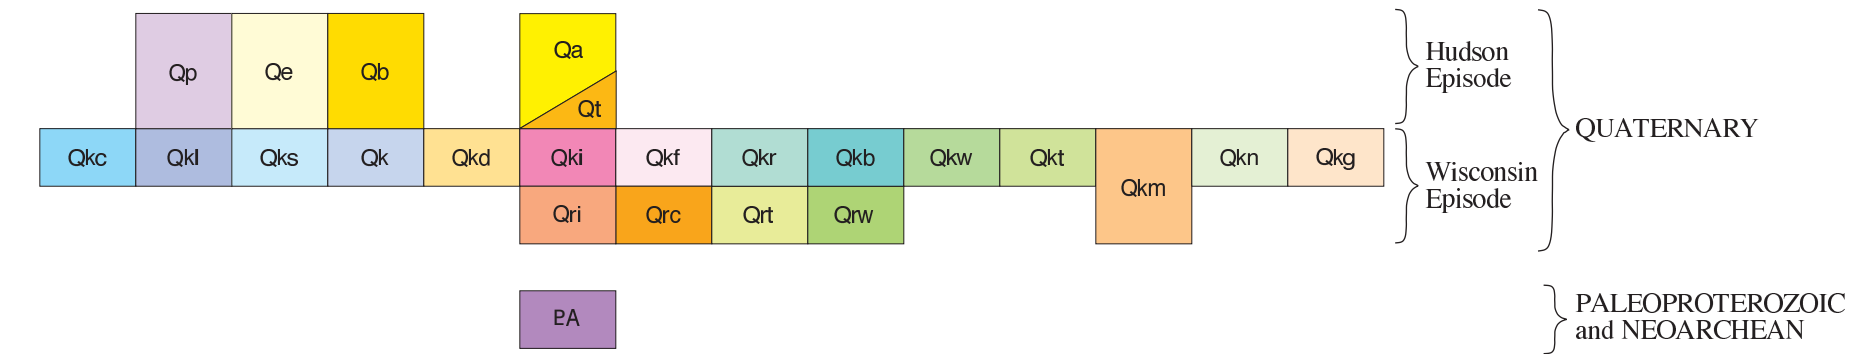 Qp Qe Qb Qa
Qt
Hudson
Episode
QUATERNARY
Qkc Qkl Qks Qk Qkd Qki Qkf Qkr Qkb Qkw Qkt Qkm Qkn Qkg
Qri Qrc Qrt Qrw
Wisconsin
Episode
PA
PALEOPROTEROZOIC
and NEOARCHEAN